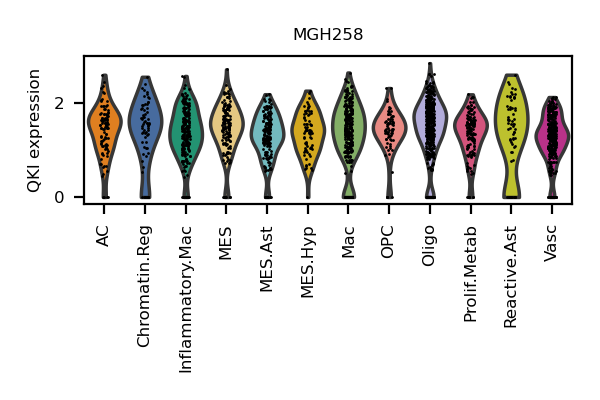 MGH258
QKI expression
2
0
AC
Chromatin.Reg
Inflammatory.Mac
MES
MES.Ast
MES.Hyp
Mac
OPC
Oligo
Prolif.Metab
Reactive.Ast
Vasc